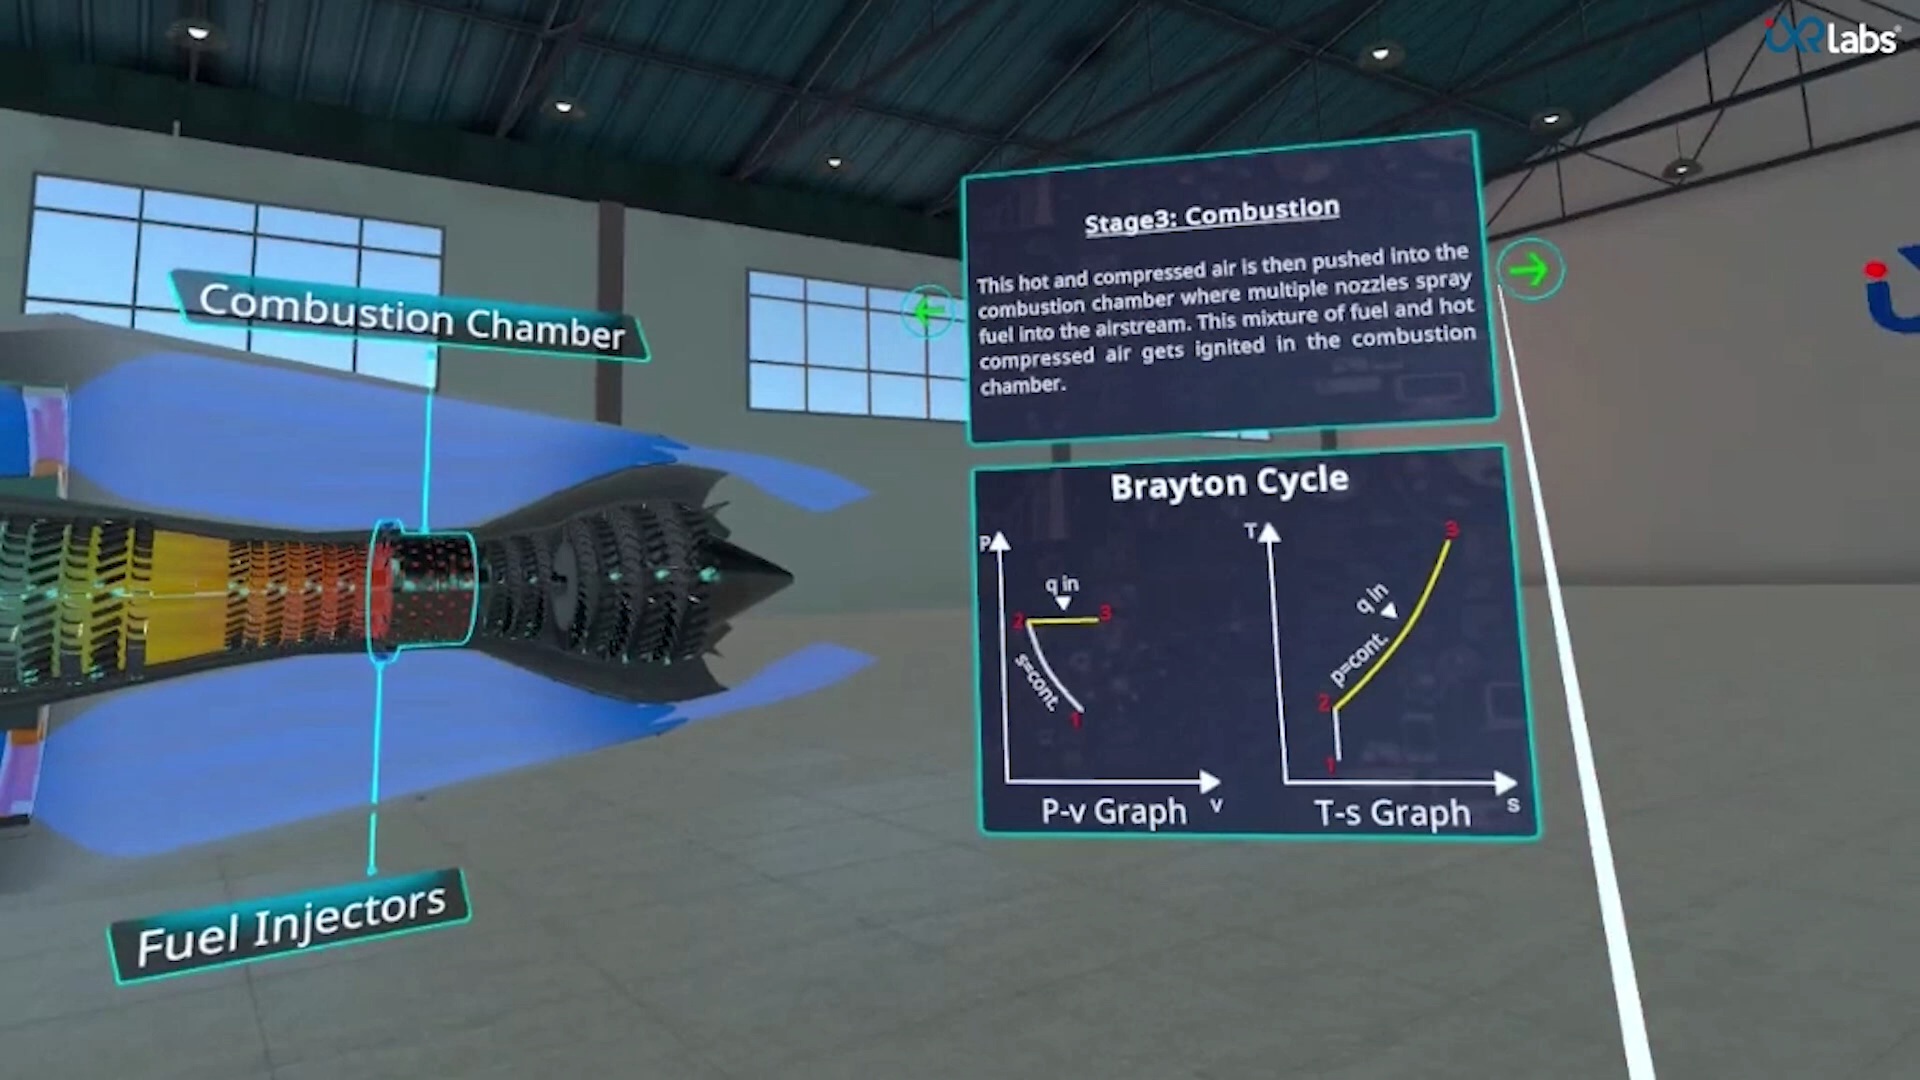 iXRLabs
Stage3: Combustion
This hot and compressed air is then pushed into the
combustion chamber where multiple nozzles spray
fuel into the airstream. This mixture of fuel and hot
compressed air gets ignited in the combustion
chamber.
Combustion Chamber
Fuel Injectors
Brayton Cycle
P
q in
2
3
s=cont.
1
v
P-v Graph
T
3
q in
p=cont.
2
1
s
T-s Graph